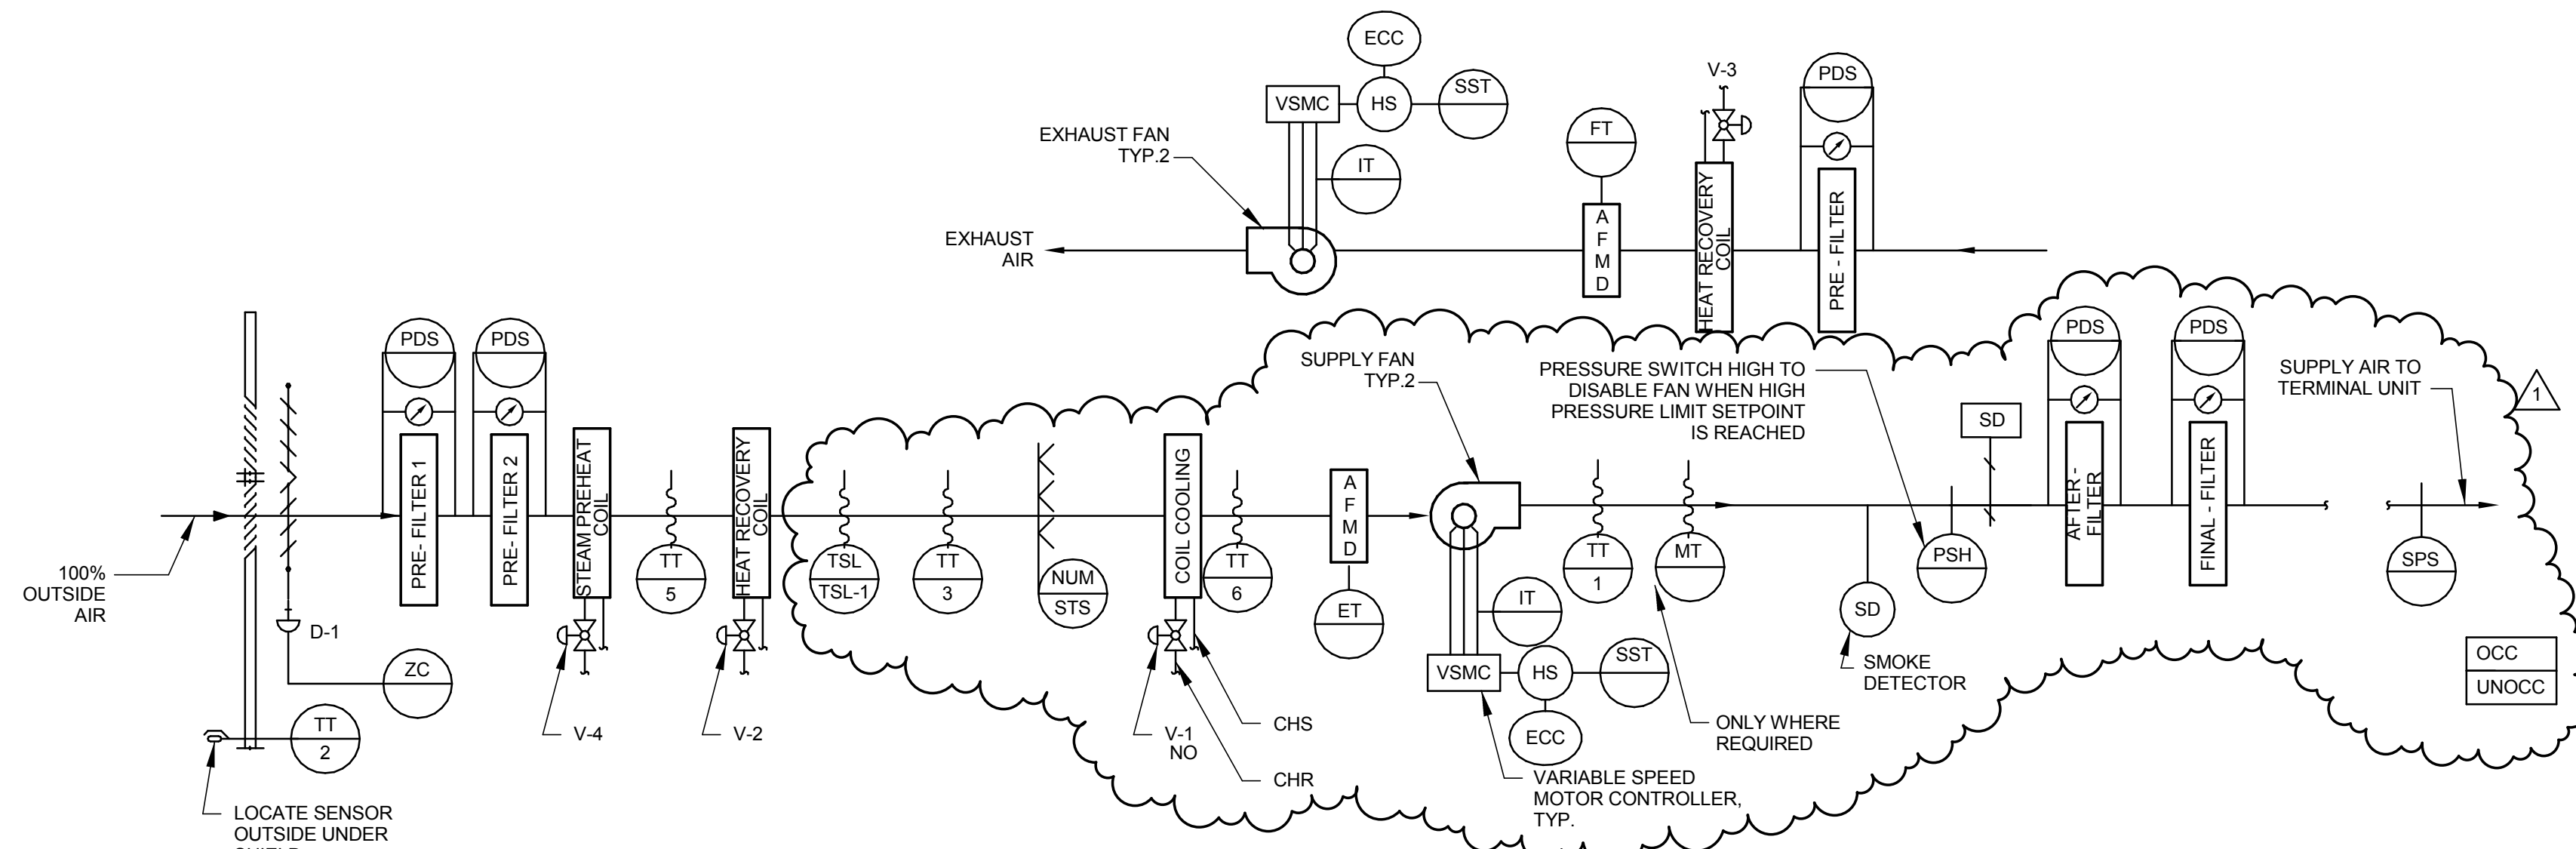 ECC
VSMC
HS
SST
V-3
PDS
EXHAUST FAN
TYP.2
FT
IT
EXHAUST
AIR
A
F
M
D
HEAT RECOVERY
COIL
PRE - FILTER
PDS
PDS
PRE- FILTER 1
PRE- FILTER 2
STEAM PREHEAT
COIL
TT
5
HEAT RECOVERY
COIL
TSL
TSL-1
TT
3
NUM
STS
COIL COOLING
TT
6
A
F
M
D
ET
SUPPLY FAN
TYP.2
PRESSURE SWITCH HIGH TO
DISABLE FAN WHEN HIGH
PRESSURE LIMIT SETPOINT
IS REACHED
SD
PDS
PDS
SUPPLY AIR TO
TERMINAL UNIT
1
TT
1
MT
PSH
AFTER-
FILTER
FINAL - FILTER
SPS
100%
OUTSIDE
AIR
D-1
ZC
TT
2
V-4
V-2
V-1
NO
CHS
CHR
IT
VSMC
HS
SST
ECC
SD
SMOKE
DETECTOR
ONLY WHERE
REQUIRED
VARIABLE SPEED
MOTOR CONTROLLER,
TYP.
OCC
UNOCC
LOCATE SENSOR
OUTSIDE UNDER